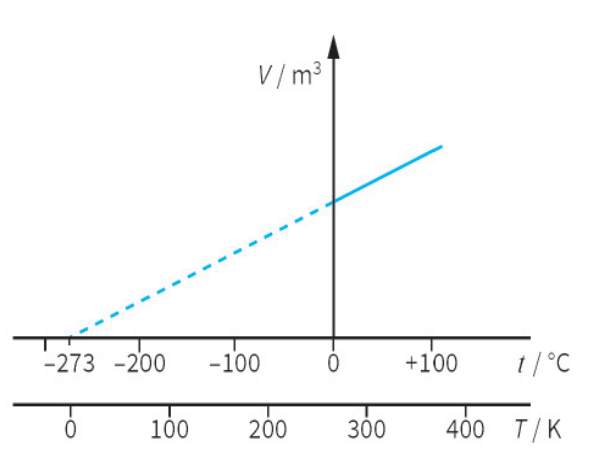 V / m³
–273 –200 –100 0 +100 t / °C
0 100 200 300 400 T / K